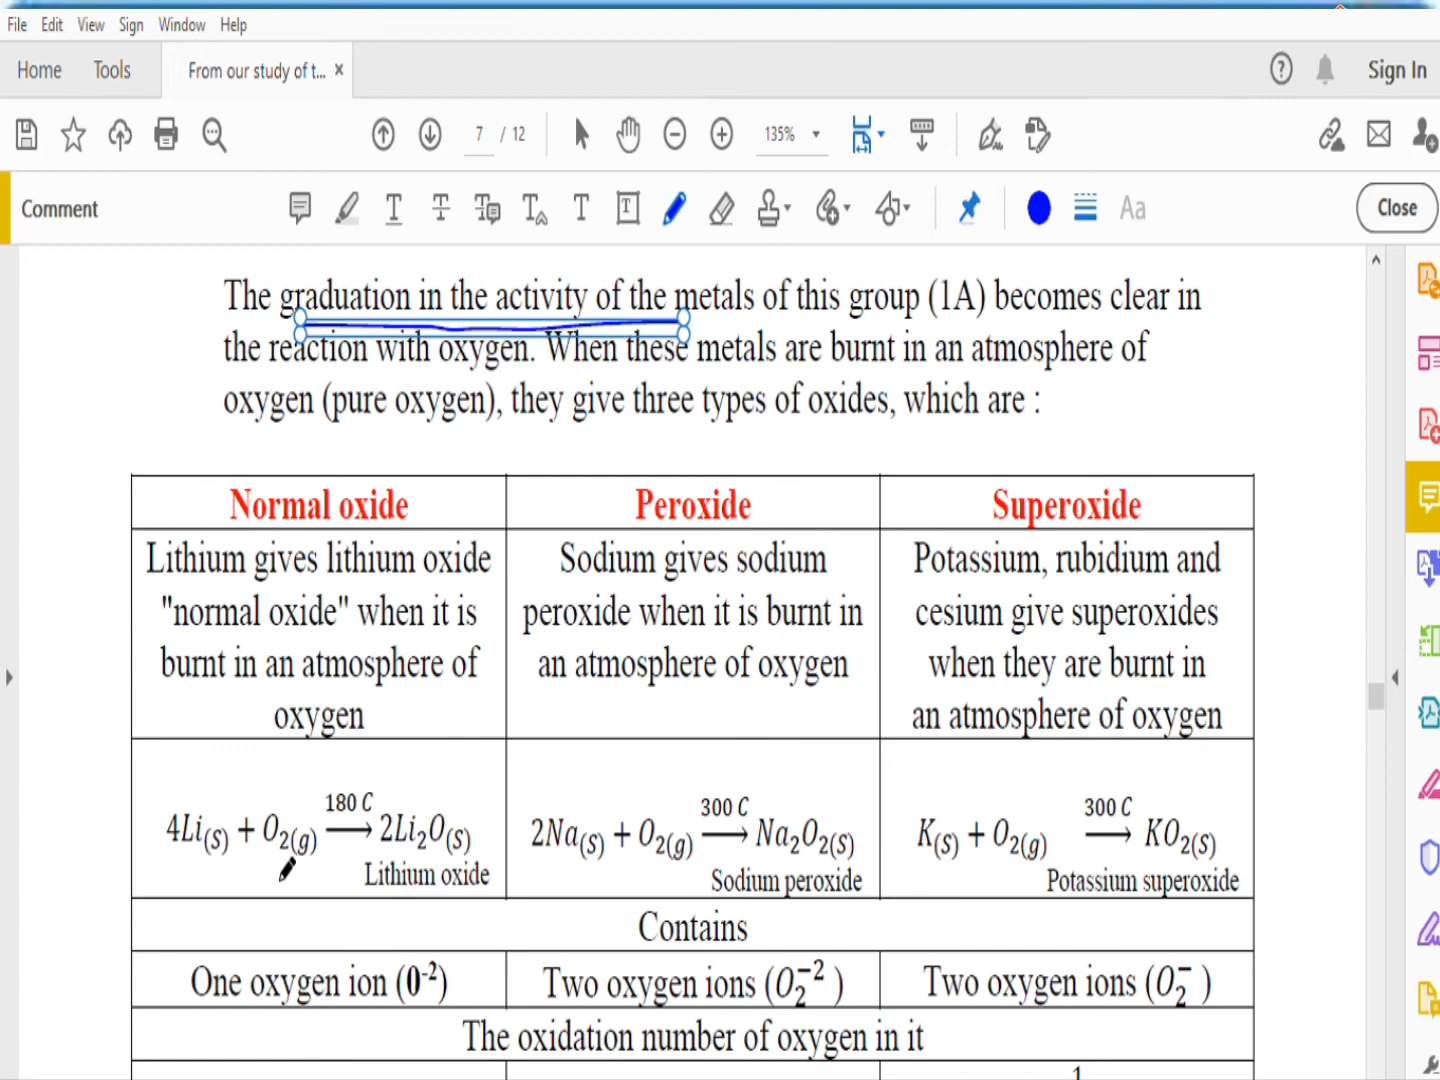 File Edit View Sign Window Help
Home Tools From our study of t... × Sign In
7 / 12 135%
Comment Aa Close
The graduation in the activity of the metals of this group (1A) becomes clear in
the reaction with oxygen. When these metals are burnt in an atmosphere of
oxygen (pure oxygen), they give three types of oxides, which are :
Normal oxide Peroxide Superoxide
Lithium gives lithium oxide
"normal oxide" when it is
burnt in an atmosphere of
oxygen
Sodium gives sodium
peroxide when it is burnt in
an atmosphere of oxygen
Potassium, rubidium and
cesium give superoxides
when they are burnt in
an atmosphere of oxygen
4Li(s) + O2(g) 180 C ⟶ 2Li2O(S)
Lithium oxide
2Na(S) + O2(g) 300 C ⟶ Na2O2(S)
Sodium peroxide
K(S) + O2(g) 300 C ⟶ KO2(S)
Potassium superoxide
Contains
One oxygen ion (0⁻²) Two oxygen ions (O₂⁻²) Two oxygen ions (O₂⁻)
The oxidation number of oxygen in it
1